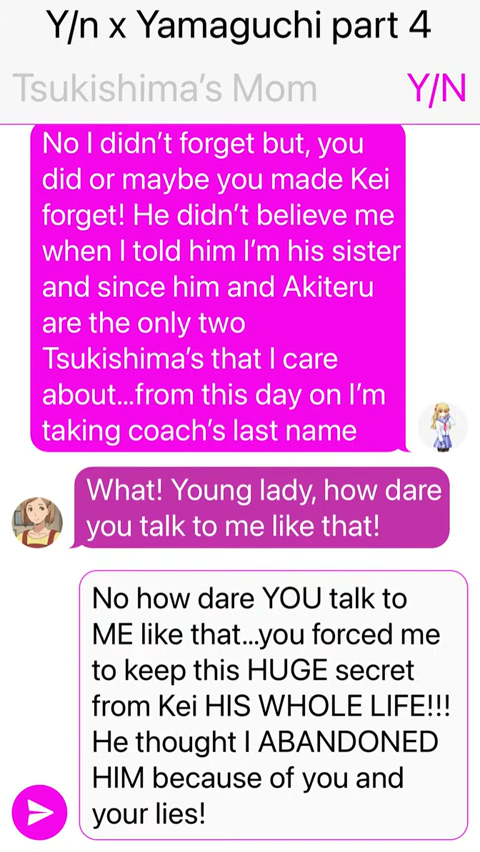 Y/n x Yamaguchi part 4
Tsukishima's Mom
Y/N
No I didn't forget but, you
did or maybe you made Kei
forget! He didn't believe me
when I told him I'm his sister
and since him and Akiteru
are the only two
Tsukishima's that I care
about...from this day on I'm
taking coach's last name
What! Young lady, how dare
you talk to me like that!
No how dare YOU talk to
ME like that...you forced me
to keep this HUGE secret
from Kei HIS WHOLE LIFE!!!
He thought I ABANDONED
HIM because of you and
your lies!